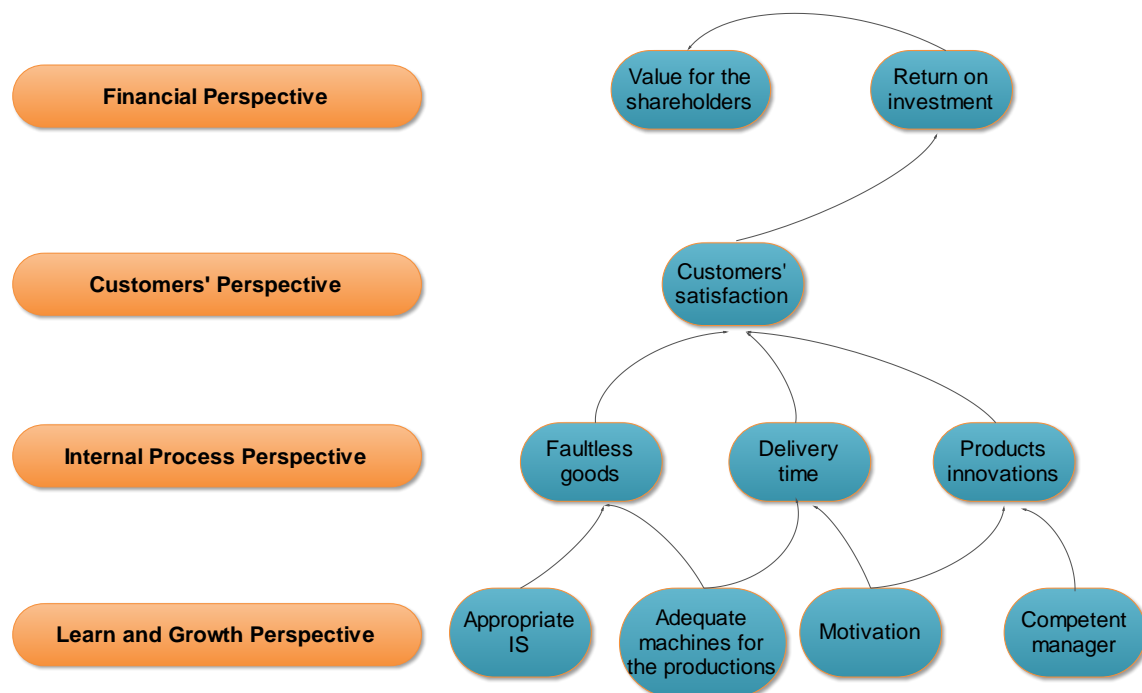 Financial Perspective
Value for the
shareholders
Return on
investment
Customers' Perspective
Customers'
satisfaction
Internal Process Perspective
Faultless
goods
Delivery
time
Products
innovations
Learn and Growth Perspective
Appropriate
IS
Adequate
machines for
the productions
Motivation
Competent
manager